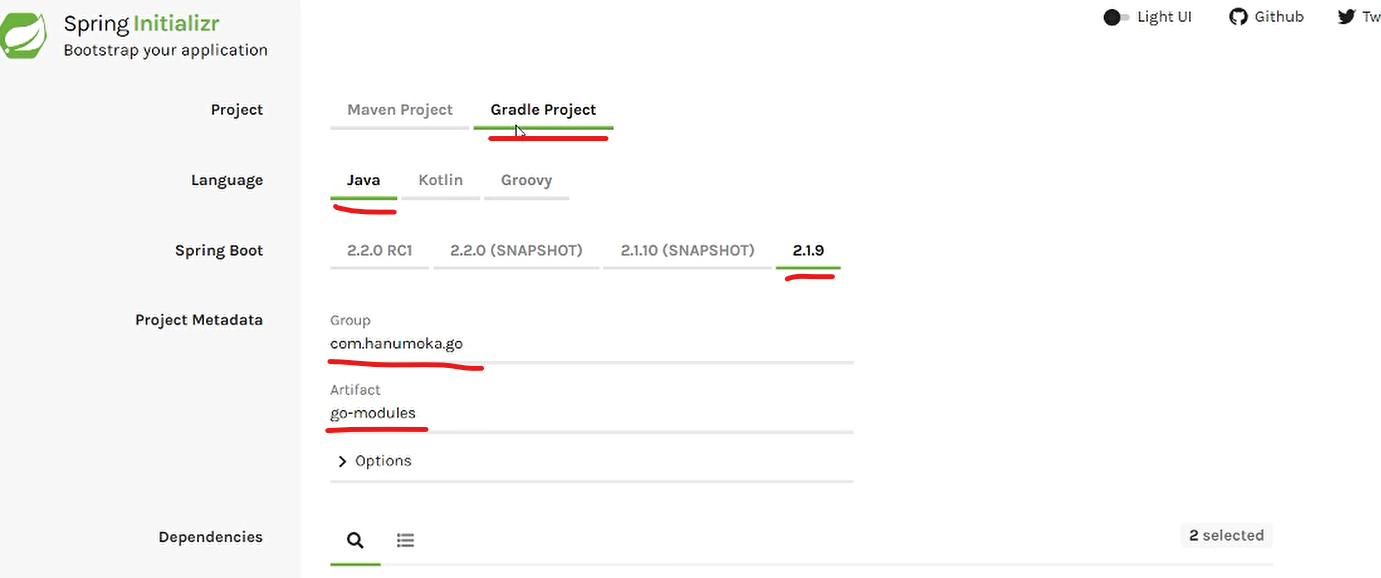 Spring Initializr
Bootstrap your application
Light UI
Github
Tw
Project
Maven Project
Gradle Project
Language
Java
Kotlin
Groovy
Spring Boot
2.2.0 RC1
2.2.0 (SNAPSHOT)
2.1.10 (SNAPSHOT)
2.1.9
Project Metadata
Group
com.hanumoka.go
Artifact
go-modules
Options
Dependencies
2 selected